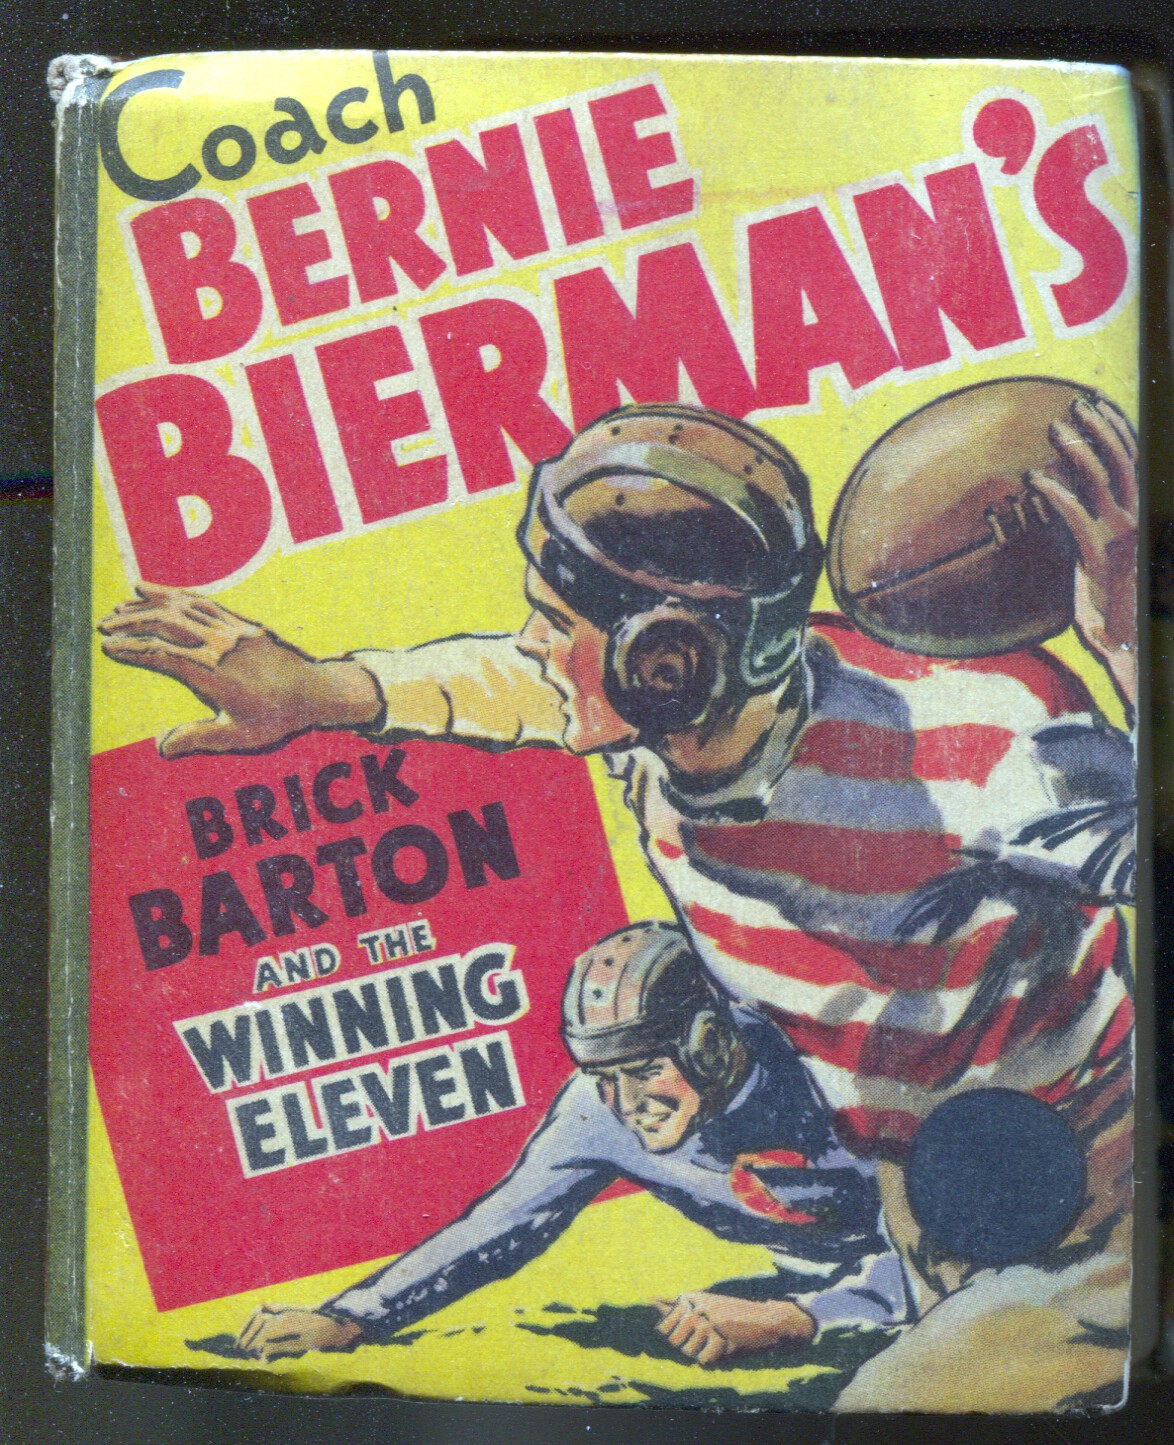 Coach
BERNIE
BIERMAN'S
BRICK
BARTON
AND THE
WINNING
ELEVEN